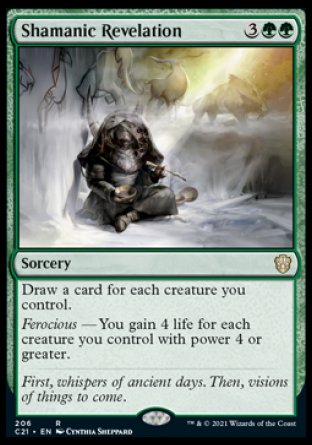 Shamanic Revelation 3
Sorcery
Draw a card for each creature you
control.
Ferocious — You gain 4 life for each
creature you control with power 4 or
greater.
First, whispers of ancient days. Then, visions
of things to come.
206 R
C21 • EN Cynthia Sheppard
™ & © 2021 Wizards of the Coast